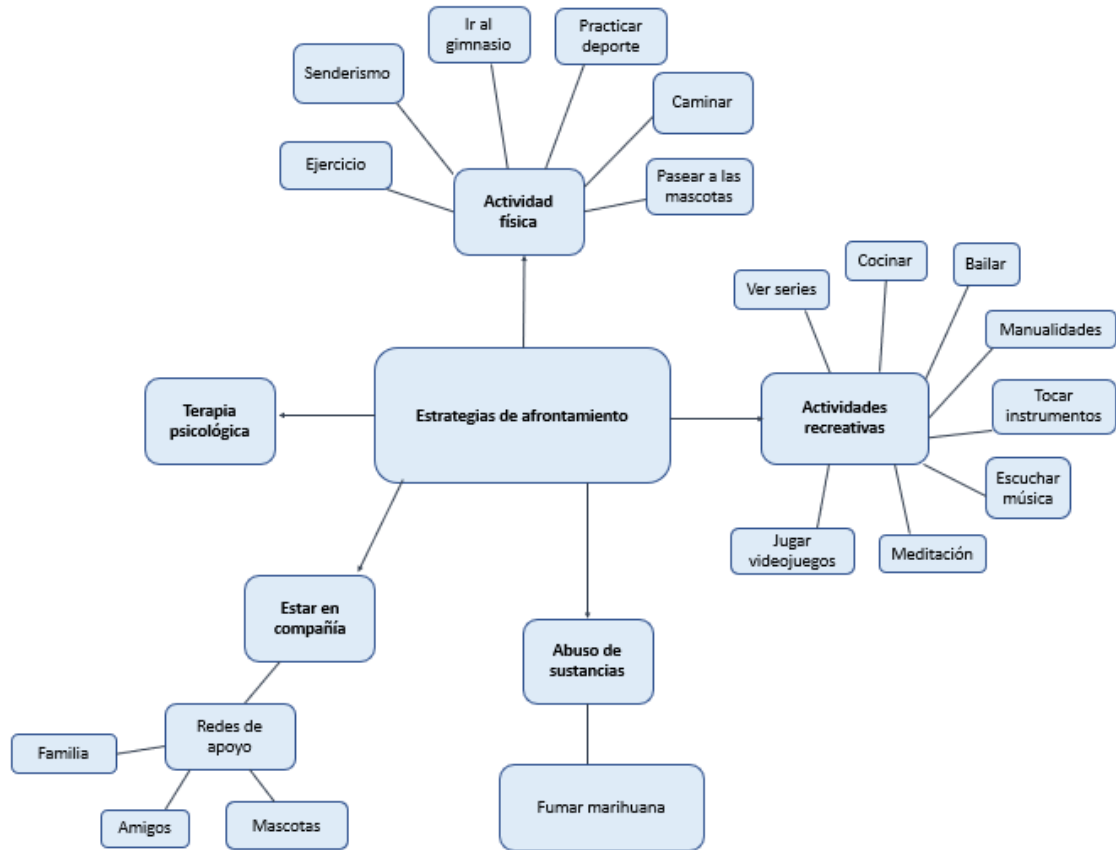 Ir al
gimnasio
Practicar
deporte
Senderismo
Caminar
Ejercicio
Actividad
física
Pasear a las
mascotas
Cocinar
Bailar
Ver series
Manualidades
Terapia
psicológica
Estrategias de afrontamiento
Actividades
recreativas
Tocar
instrumentos
Escuchar
música
Jugar
videojuegos
Meditación
Estar en
compañía
Abuso de
sustancias
Redes de
apoyo
Familia
Amigos
Mascotas
Fumar marihuana